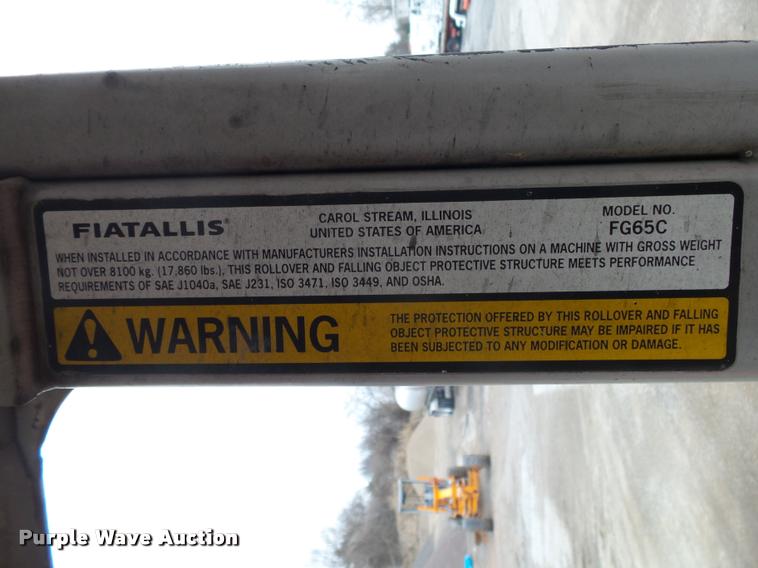 FIATALLIS®
CAROL STREAM, ILLINOIS
UNITED STATES OF AMERICA
MODEL NO.
FG65C
WHEN INSTALLED IN ACCORDANCE WITH MANUFACTURERS INSTALLATION INSTRUCTIONS ON A MACHINE WITH GROSS WEIGHT
NOT OVER 8100 kg. (17,860 lbs.), THIS ROLLOVER AND FALLING OBJECT PROTECTIVE STRUCTURE MEETS PERFORMANCE
REQUIREMENTS OF SAE J1040a, SAE J231, ISO 3471, ISO 3449, AND OSHA.
WARNING
THE PROTECTION OFFERED BY THIS ROLLOVER AND FALLING
OBJECT PROTECTIVE STRUCTURE MAY BE IMPAIRED IF IT HAS
BEEN SUBJECTED TO ANY MODIFICATION OR DAMAGE.
Purple Wave Auction